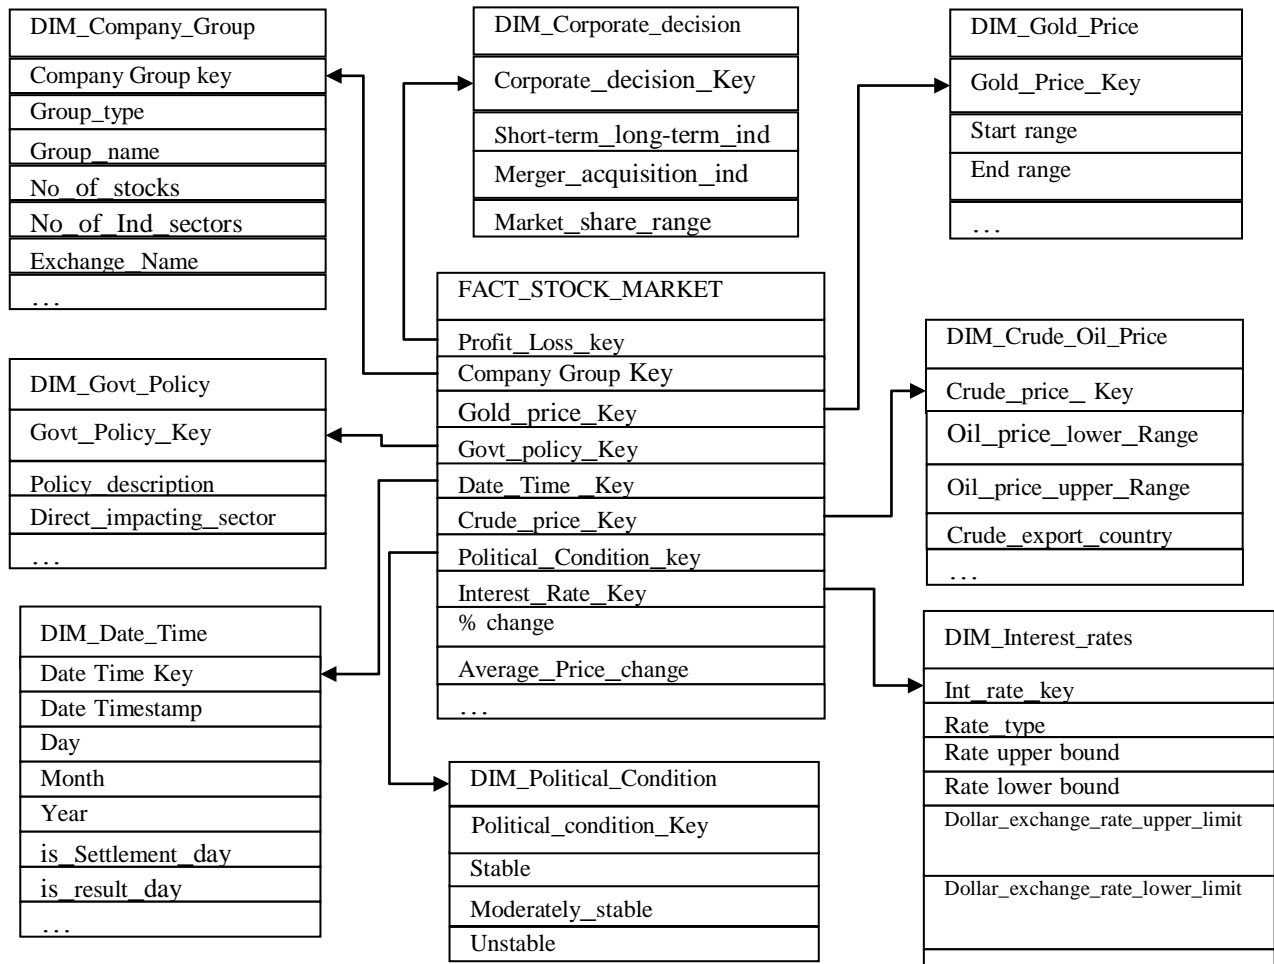 DIM_Company_Group
Company Group key
Group_type
Group_name
No_of_stocks
No_of_Ind_sectors
Exchange_Name
...
DIM_Corporate_decision
Corporate_decision_Key
Short-term_long-term_ind
Merger_acquisition_ind
Market_share_range
DIM_Gold_Price
Gold_Price_Key
Start range
End range
...
FACT_STOCK_MARKET
Profit_Loss_key
Company Group Key
Gold_price_Key
Govt_policy_Key
Date_Time _Key
Crude_price_Key
Political_Condition_key
Interest_Rate_Key
% change
Average_Price_change
...
DIM_Govt_Policy
Govt_Policy_Key
Policy_description
Direct_impacting_sector
...
DIM_Crude_Oil_Price
Crude_price_ Key
Oil_price_lower_Range
Oil_price_upper_Range
Crude_export_country
...
DIM_Date_Time
Date Time Key
Date Timestamp
Day
Month
Year
is_Settlement_day
is_result_day
...
DIM_Political_Condition
Political_condition_Key
Stable
Moderately_stable
Unstable
DIM_Interest_rates
Int_rate_key
Rate_type
Rate upper bound
Rate lower bound
Dollar_exchange_rate_upper_limit
Dollar_exchange_rate_lower_limit